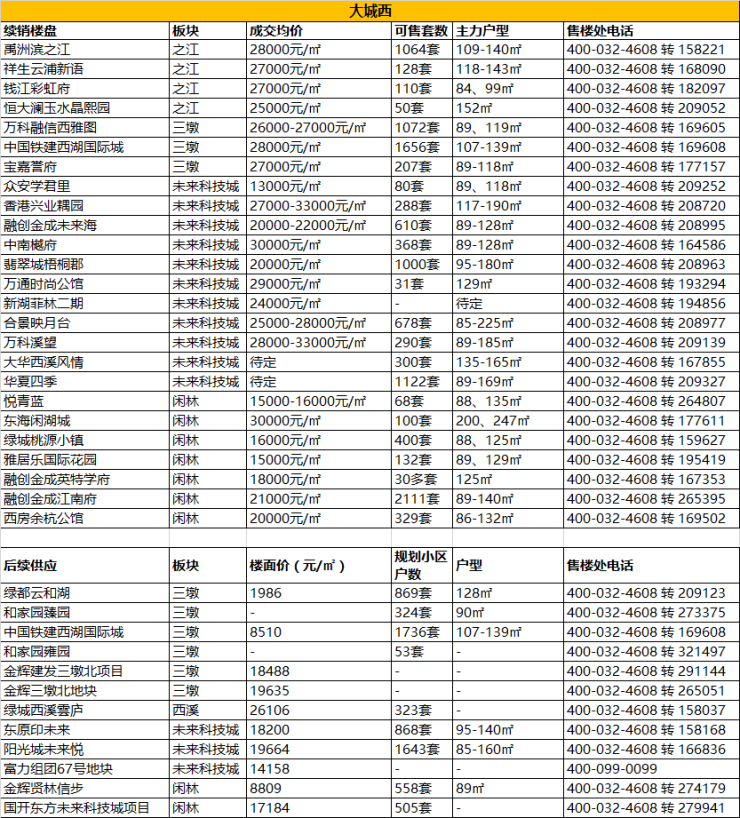 大城西
续销楼盘 板块 成交均价 可售套数 主力户型 售楼处电话
禹洲滨之江 之江 28000元/㎡ 1064套 109-140㎡ 400-032-4608 转 158221
祥生云浦新语 之江 27000元/㎡ 128套 118-143㎡ 400-032-4608 转 168090
钱江彩虹府 之江 27000元/㎡ 110套 84、99㎡ 400-032-4608 转 182097
恒大澜玉水晶熙园 之江 25000元/㎡ 50套 152㎡ 400-032-4608 转 209052
万科融信西雅图 三墩 26000-27000元/㎡ 1072套 89、119㎡ 400-032-4608 转 169605
中国铁建西湖国际城 三墩 28000元/㎡ 1656套 107-139㎡ 400-032-4608 转 169608
宝嘉誉府 三墩 27000元/㎡ 207套 89-118㎡ 400-032-4608 转 177157
众安学君里 未来科技城 13000元/㎡ 80套 89、118㎡ 400-032-4608 转 209252
香港兴业耦园 未来科技城 27000-33000元/㎡ 288套 117-190㎡ 400-032-4608 转 208720
融创金成未来海 未来科技城 20000-22000元/㎡ 610套 89-128㎡ 400-032-4608 转 208995
中南樾府 未来科技城 30000元/㎡ 368套 89-128㎡ 400-032-4608 转 164586
翡翠城梧桐郡 未来科技城 20000元/㎡ 1000套 95-180㎡ 400-032-4608 转 208963
万通时尚公馆 未来科技城 29000元/㎡ 31套 129㎡ 400-032-4608 转 193294
新湖菲林二期 未来科技城 24000元/㎡ - 待定 400-032-4608 转 194856
合景映月台 未来科技城 25000-28000元/㎡ 678套 85-225㎡ 400-032-4608 转 208977
万科溪望 未来科技城 28000-33000元/㎡ 290套 89-185㎡ 400-032-4608 转 209139
大华西溪风情 未来科技城 待定 300套 135-165㎡ 400-032-4608 转 167855
华夏四季 未来科技城 待定 1122套 89-169㎡ 400-032-4608 转 209327
悦青蓝 闲林 15000-16000元/㎡ 68套 88、135㎡ 400-032-4608 转 264807
东海闲湖城 闲林 30000元/㎡ 100套 200、247㎡ 400-032-4608 转 177611
绿城桃源小镇 闲林 16000元/㎡ 400套 88、125㎡ 400-032-4608 转 159627
雅居乐国际花园 闲林 15000元/㎡ 132套 89、129㎡ 400-032-4608 转 195419
融创金成英特学府 闲林 18000元/㎡ 30多套 125㎡ 400-032-4608 转 167353
融创金成江南府 闲林 21000元/㎡ 2111套 89-140㎡ 400-032-4608 转 265395
西房余杭公馆 闲林 20000元/㎡ 329套 86-132㎡ 400-032-4608 转 169502
后续供应 板块 楼面价（元/㎡） 规划小区户数 户型 售楼处电话
绿都云和湖 三墩 1986 869套 128㎡ 400-032-4608 转 209123
和家园臻园 三墩 - 324套 90㎡ 400-032-4608 转 273375
中国铁建西湖国际城 三墩 8510 1736套 107-139㎡ 400-032-4608 转 169608
和家园雍园 三墩 - 53套 - 400-032-4608 转 321497
金辉建发三墩北项目 三墩 18488 - - 400-032-4608 转 291144
金辉三墩北地块 三墩 19635 - - 400-032-4608 转 265051
绿城西溪雲庐 西溪 26106 323套 - 400-032-4608 转 158037
东原印未来 未来科技城 18200 868套 95-140㎡ 400-032-4608 转 158168
阳光城未来悦 未来科技城 19664 1643套 85-160㎡ 400-032-4608 转 166836
富力组团67号地块 未来科技城 14158 - - 400-099-0099
金辉贤林信步 闲林 8809 558套 89㎡ 400-032-4608 转 274179
国开东方未来科技城项目 闲林 17184 505套 - 400-032-4608 转 279941